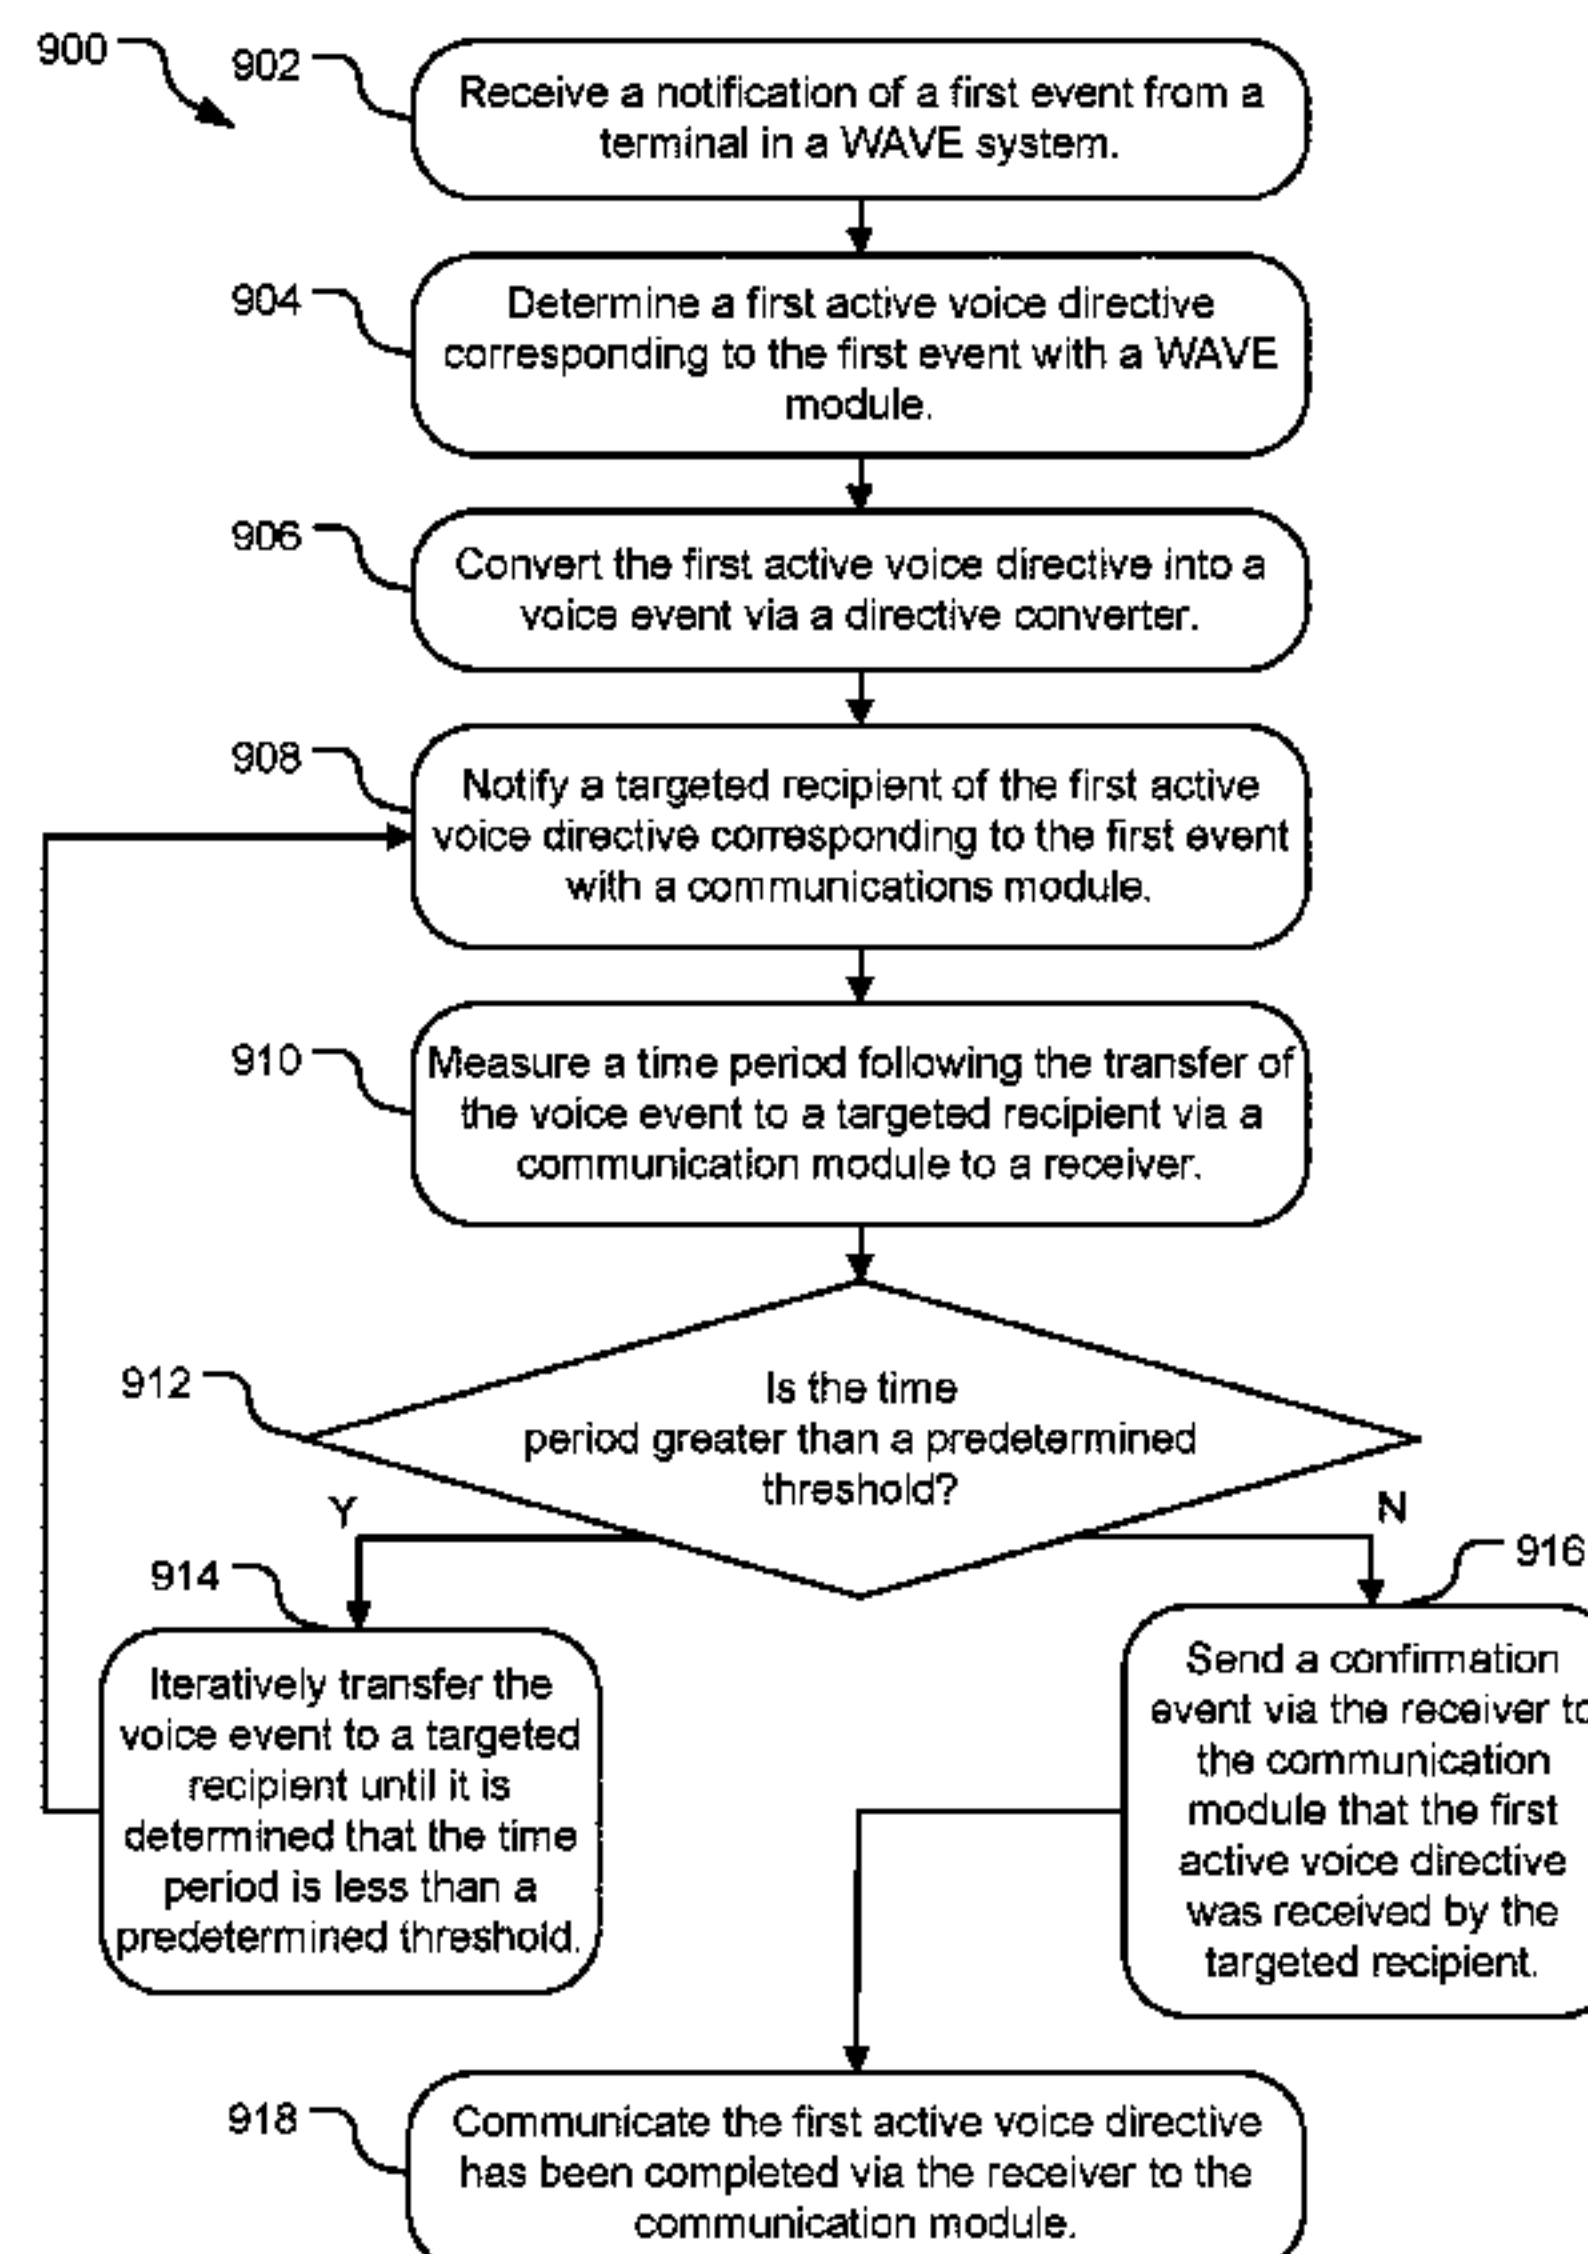 900
902
Receive a notification of a first event from a
terminal in a WAVE system.
904
Determine a first active voice directive
corresponding to the first event with a WAVE
module.
906
Convert the first active voice directive into a
voice event via a directive converter.
908
Notify a targeted recipient of the first active
voice directive corresponding to the first event
with a communications module.
910
Measure a time period following the transfer of
the voice event to a targeted recipient via a
communication module to a receiver.
912
Is the time
period greater than a predetermined
threshold?
Y
N
914
Iteratively transfer the
voice event to a targeted
recipient until it is
determined that the time
period is less than a
predetermined threshold.
916
Send a confirmation
event via the receiver to
the communication
module that the first
active voice directive
was received by the
targeted recipient.
918
Communicate the first active voice directive
has been completed via the receiver to the
communication module.